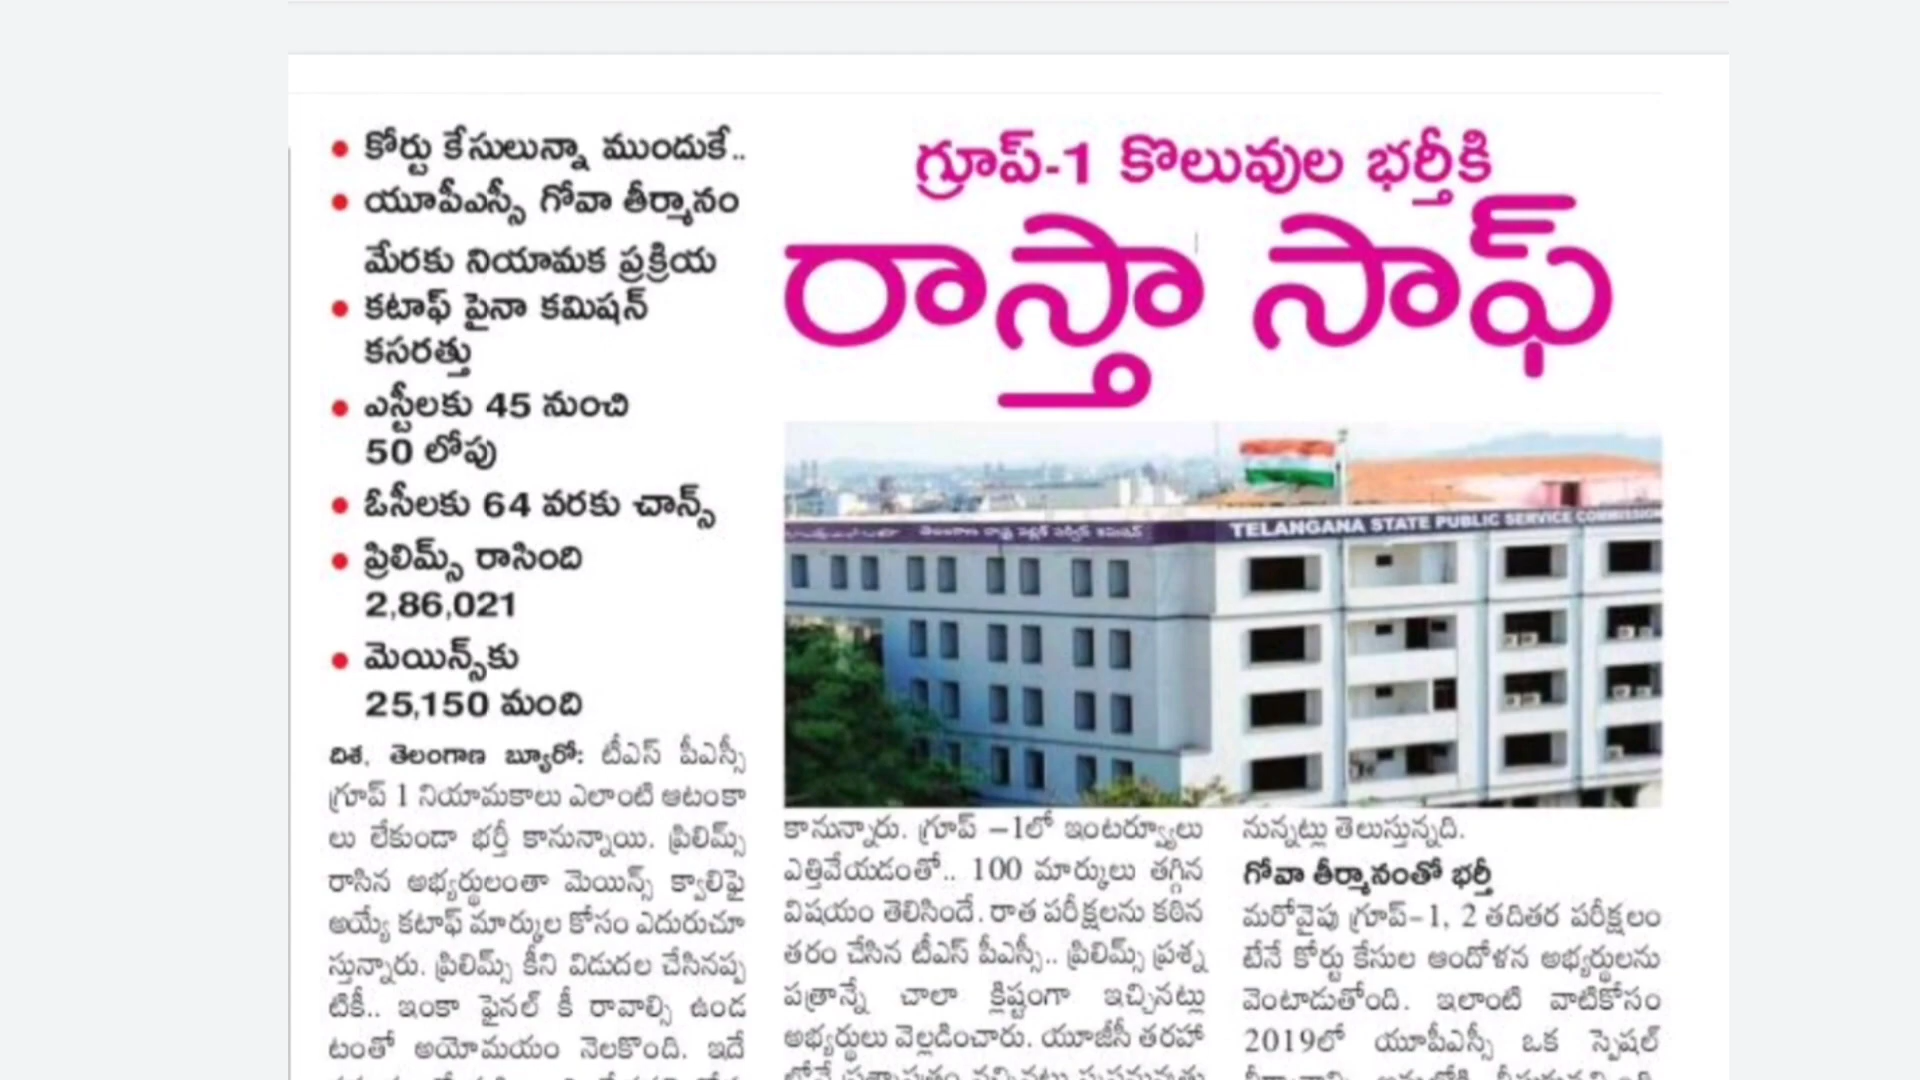 గ్రూప్-1 కొలువుల భర్తీకి
రాస్తా సాఫ్
కోర్టు కేసులున్నా ముందుకే..
యూపీఎస్సీ గోవా తీర్మానం
మేరకు నియామక ప్రక్రియ
కటాఫ్ పైనా కమిషన్
కసరత్తు
ఎస్టీలకు 45 నుంచి
50 లోపు
ఓసీలకు 64 వరకు చాన్స్
ప్రిలిమ్స్ రాసింది
2,86,021
మెయిన్స్‌కు
25,150 మంది
దిశ, తెలంగాణ బ్యూరో: టీఎస్ పీఎస్సీ
గ్రూప్ 1 నియామకాలు ఎలాంటి ఆటంకా
లు లేకుండా భర్తీ కానున్నాయి. ప్రిలిమ్స్
రాసిన అభ్యర్థులంతా మెయిన్స్ క్వాలిఫై
అయ్యే కటాఫ్ మార్కుల కోసం ఎదురుచూ
స్తున్నారు. ప్రిలిమ్స్ కీని విడుదల చేసినప్ప
టికీ.. ఇంకా ఫైనల్ కీ రావాల్సి ఉండ
టంతో అయోమయం నెలకొంది. ఇదే
TELANGANA STATE PUBLIC SERVICE COMMISSION
కానున్నారు. గ్రూప్ –1లో ఇంటర్వ్యూలు
ఎత్తివేయడంతో.. 100 మార్కులు తగ్గిన
విషయం తెలిసిందే. రాత పరీక్షలను కఠిన
తరం చేసిన టీఎస్ పీఎస్సీ.. ప్రిలిమ్స్ ప్రశ్న
పత్రాన్నే చాలా క్లిష్టంగా ఇచ్చినట్లు
అభ్యర్థులు వెల్లడించారు. యూజీసీ తరహా
నున్నట్లు తెలుస్తున్నది.
గోవా తీర్మానంతో భర్తీ
మరోవైపు గ్రూప్–1, 2 తదితర పరీక్షలం
టేనే కోర్టు కేసుల ఆందోళన అభ్యర్థులను
వెంటాడుతోంది. ఇలాంటి వాటికోసం
2019లో యూపీఎస్సీ ఒక స్పెషల్